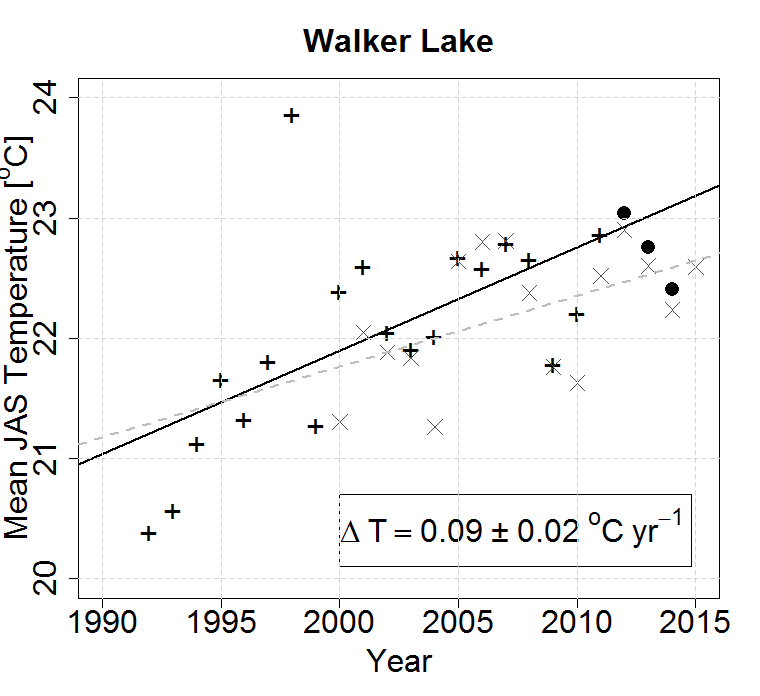 Walker Lake
Mean JAS Temperature [°C]
24
23
22
21
20
Δ T = 0.09 ± 0.02 °C yr⁻¹
1990 1995 2000 2005 2010 2015
Year